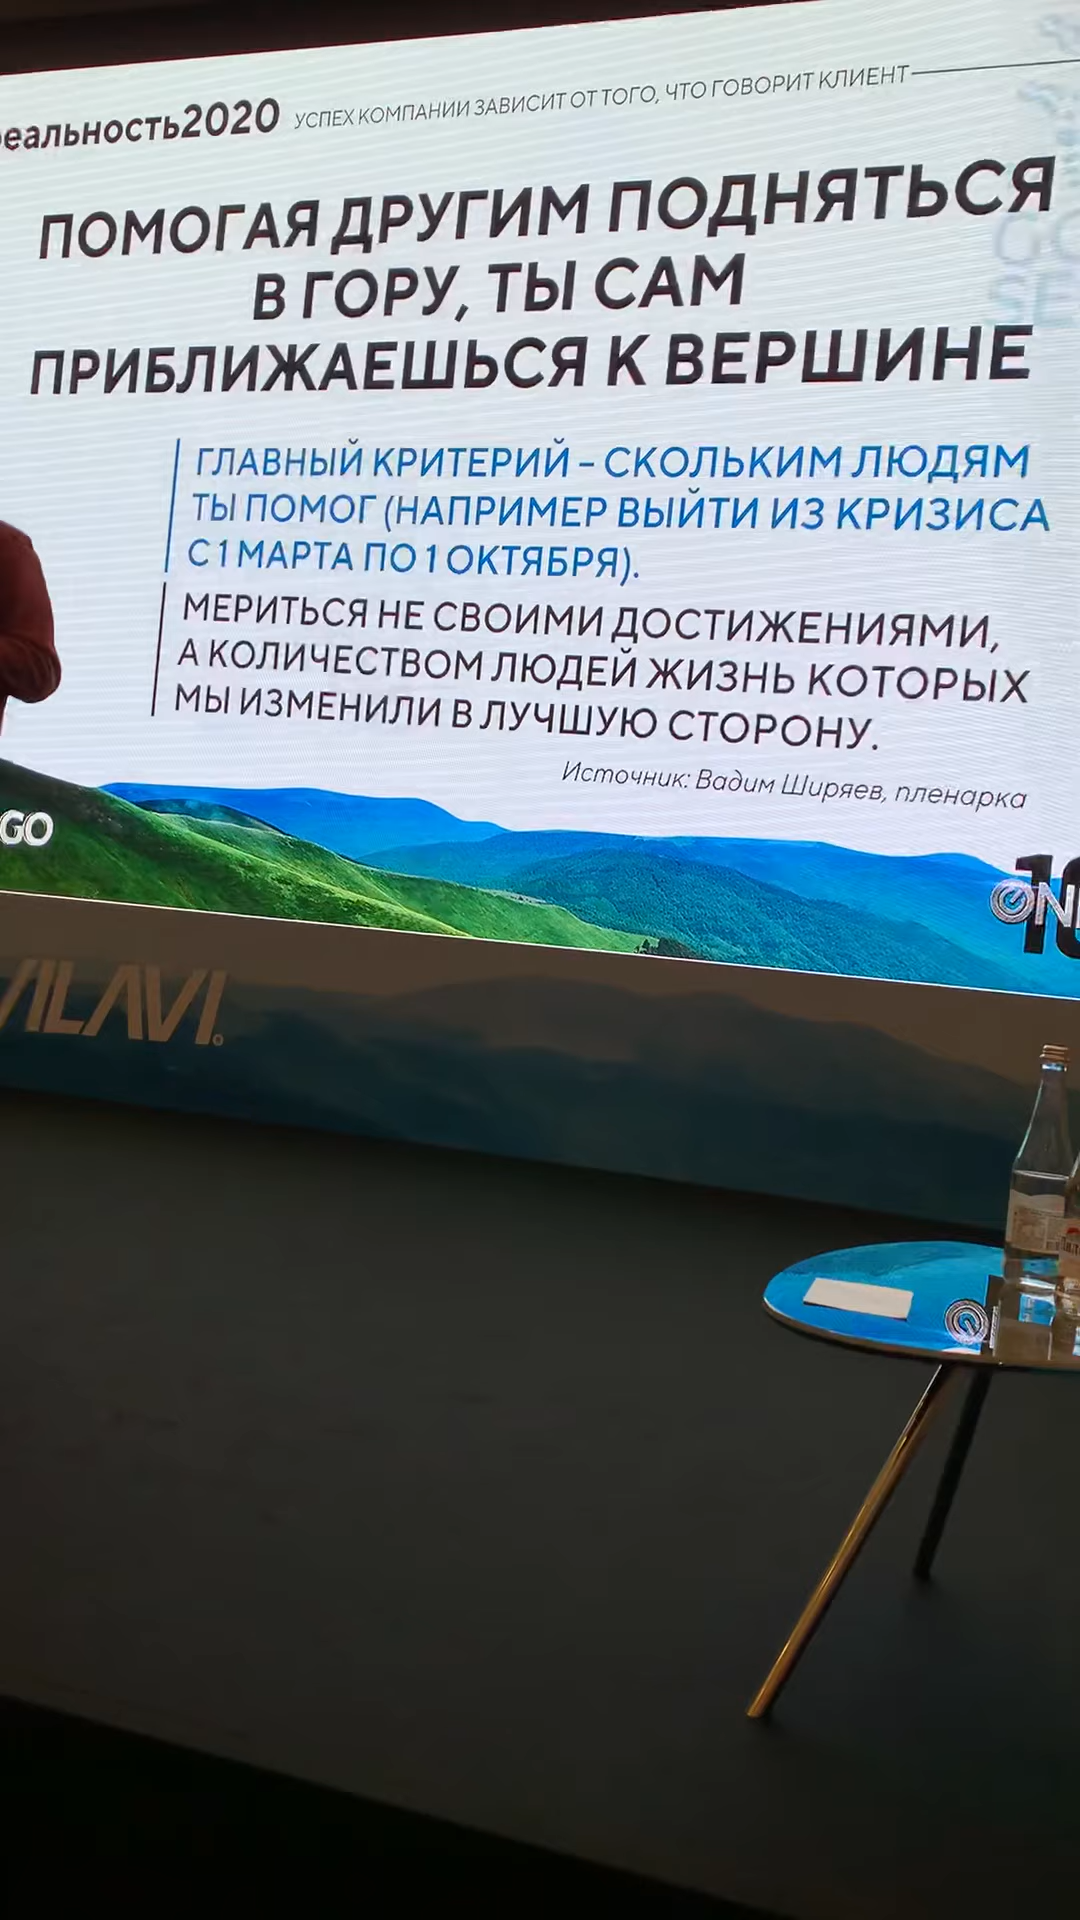 реальность2020 УСПЕХ КОМПАНИИ ЗАВИСИТ ОТ ТОГО, ЧТО ГОВОРИТ КЛИЕНТ
ПОМОГАЯ ДРУГИМ ПОДНЯТЬСЯ
В ГОРУ, ТЫ САМ
ПРИБЛИЖАЕШЬСЯ К ВЕРШИНЕ
ГЛАВНЫЙ КРИТЕРИЙ – СКОЛЬКИМ ЛЮДЯМ
ТЫ ПОМОГ (НАПРИМЕР ВЫЙТИ ИЗ КРИЗИСА
С 1 МАРТА ПО 1 ОКТЯБРЯ).
МЕРИТЬСЯ НЕ СВОИМИ ДОСТИЖЕНИЯМИ,
А КОЛИЧЕСТВОМ ЛЮДЕЙ ЖИЗНЬ КОТОРЫХ
МЫ ИЗМЕНИЛИ В ЛУЧШУЮ СТОРОНУ.
Источник: Вадим Ширяев, пленарка
GO
VILAVI